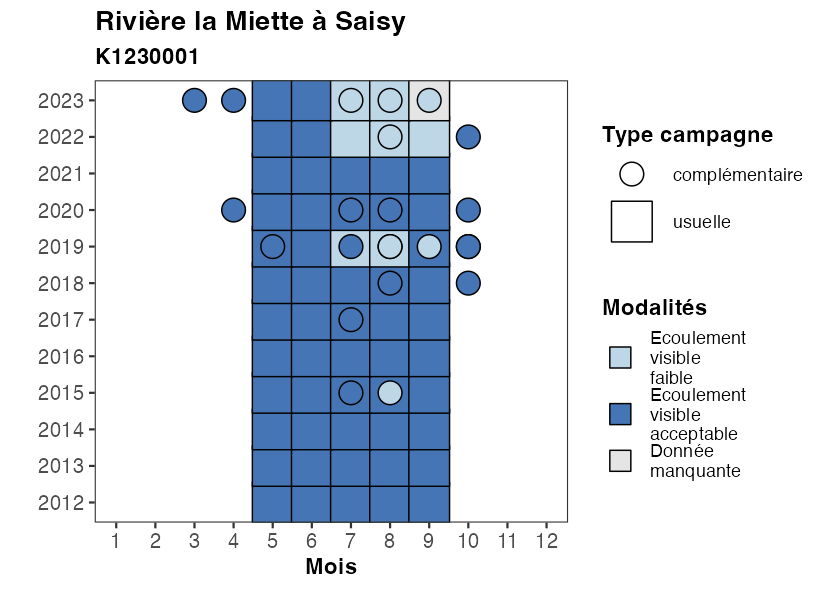 Rivière la Miette à Saisy
K1230001
2023
2022
2021
2020
2019
2018
2017
2016
2015
2014
2013
2012
1 2 3 4 5 6 7 8 9 10 11 12
Mois
Type campagne
complémentaire
usuelle
Modalités
Ecoulement
visible
faible
Ecoulement
visible
acceptable
Donnée
manquante